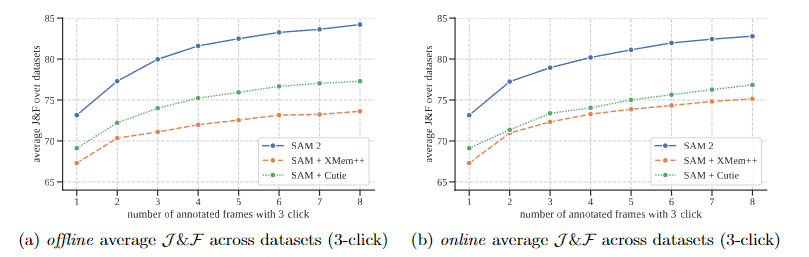 85
80
75
70
65
average J&F over datasets
SAM 2
SAM + XMem++
SAM + Cutie
1 2 3 4 5 6 7 8
number of annotated frames with 3 click
(a) offline average 𝒥&ℱ across datasets (3-click)
85
80
75
70
65
average J&F over datasets
SAM 2
SAM + XMem++
SAM + Cutie
1 2 3 4 5 6 7 8
number of annotated frames with 3 click
(b) online average 𝒥&ℱ across datasets (3-click)